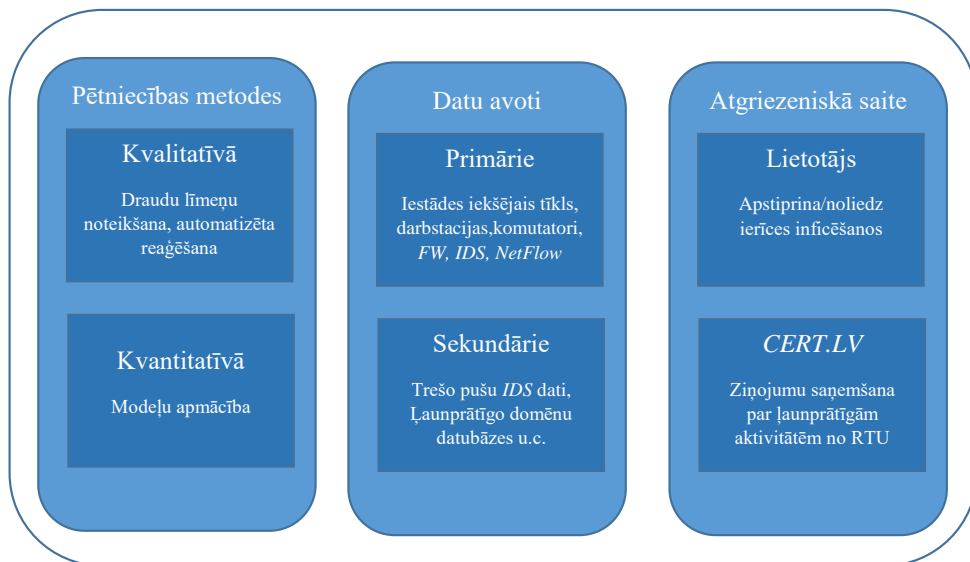 Pētniecības metodes
Kvalitatīvā
Draudu līmeņu
noteikšana, automatizēta
reaģēšana
Kvantitatīvā
Modeļu apmācība
Datu avoti
Primārie
Iestādes iekšējais tīkls,
darbstacijas,komutatori,
FW, IDS, NetFlow
Sekundārie
Trešo pušu IDS dati,
Ļaunprātīgo domēnu
datubāzes u.c.
Atgriezeniskā saite
Lietotājs
Apstiprina/noliedz
ierīces inficēšanos
CERT.LV
Ziņojumu saņemšana
par ļaunprātīgām
aktivitātēm no RTU